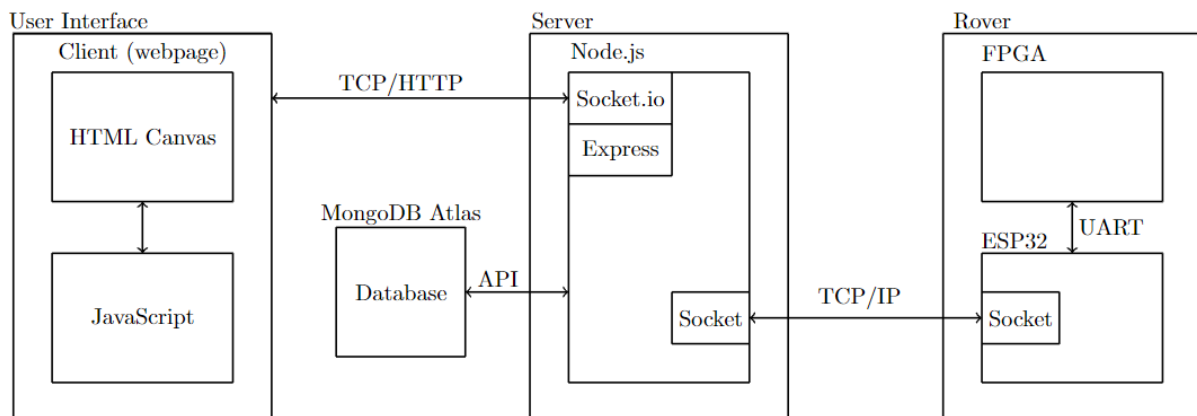 User Interface
Client (webpage)
HTML Canvas
JavaScript
TCP/HTTP
MongoDB Atlas
Database
API
Server
Node.js
Socket.io
Express
Socket
TCP/IP
Rover
FPGA
UART
ESP32
Socket